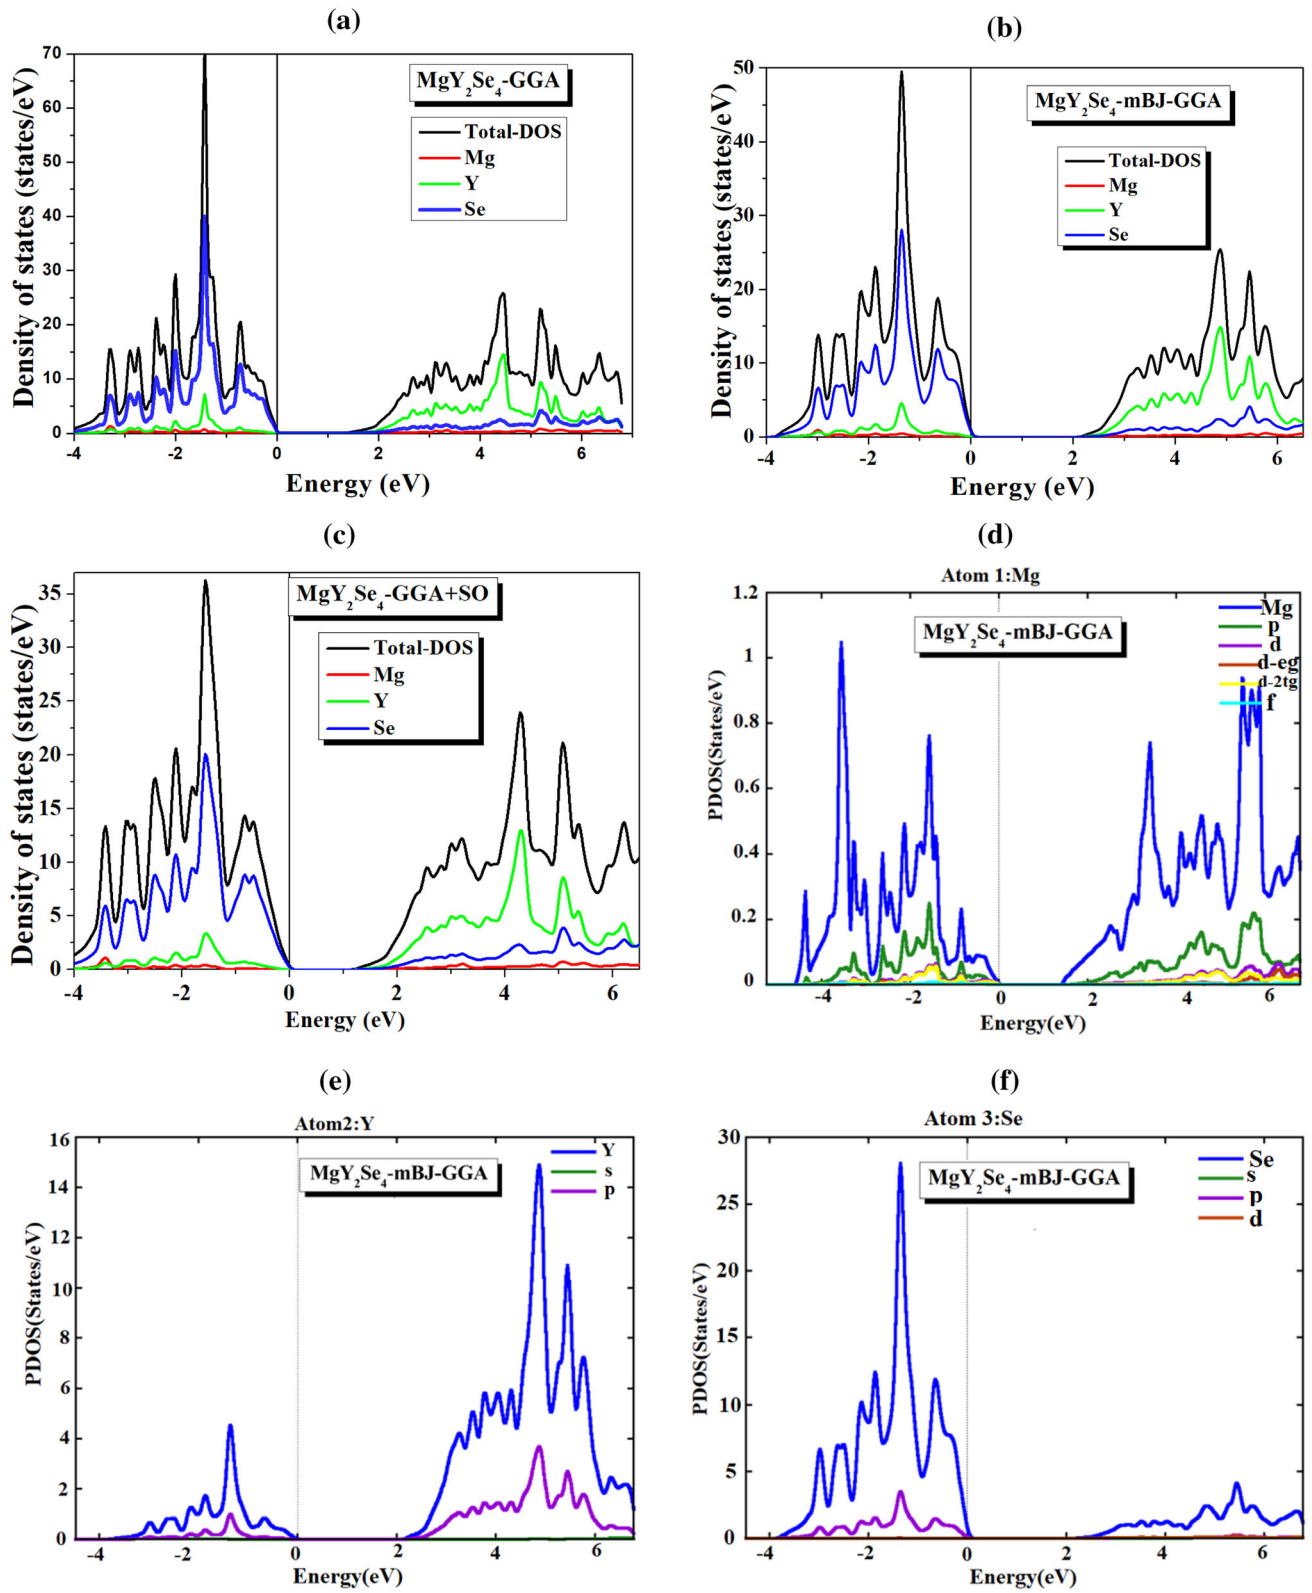 (a)
70
60
50
40
30
20
10
0
-4
-2
0
2
4
6
Density of states (states/eV)
Energy (eV)
MgY2Se4-GGA
Total-DOS
Mg
Y
Se
(b)
50
40
30
20
10
0
-4
-2
0
2
4
6
Density of states (states/eV)
Energy (eV)
MgY2Se4-mBJ-GGA
Total-DOS
Mg
Y
Se
(c)
35
30
25
20
15
10
5
0
-4
-2
0
2
4
6
Density of states (states/eV)
Energy (eV)
MgY2Se4-GGA+SO
Total-DOS
Mg
Y
Se
(d)
Atom 1:Mg
1.2
1
0.8
0.6
0.4
0.2
0
-4
-2
0
2
4
6
PDOS(States/eV)
Energy(eV)
MgY2Se4-mBJ-GGA
Mg
p
d
d-eg
d-2tg
f
(e)
Atom2:Y
16
14
12
10
8
6
4
2
0
-4
-2
0
2
4
6
PDOS(States/eV)
Energy(eV)
MgY2Se4-mBJ-GGA
Y
s
p
(f)
Atom 3:Se
30
25
20
15
10
5
0
-4
-2
0
2
4
6
PDOS(States/eV)
Energy(eV)
MgY2Se4-mBJ-GGA
Se
s
p
d